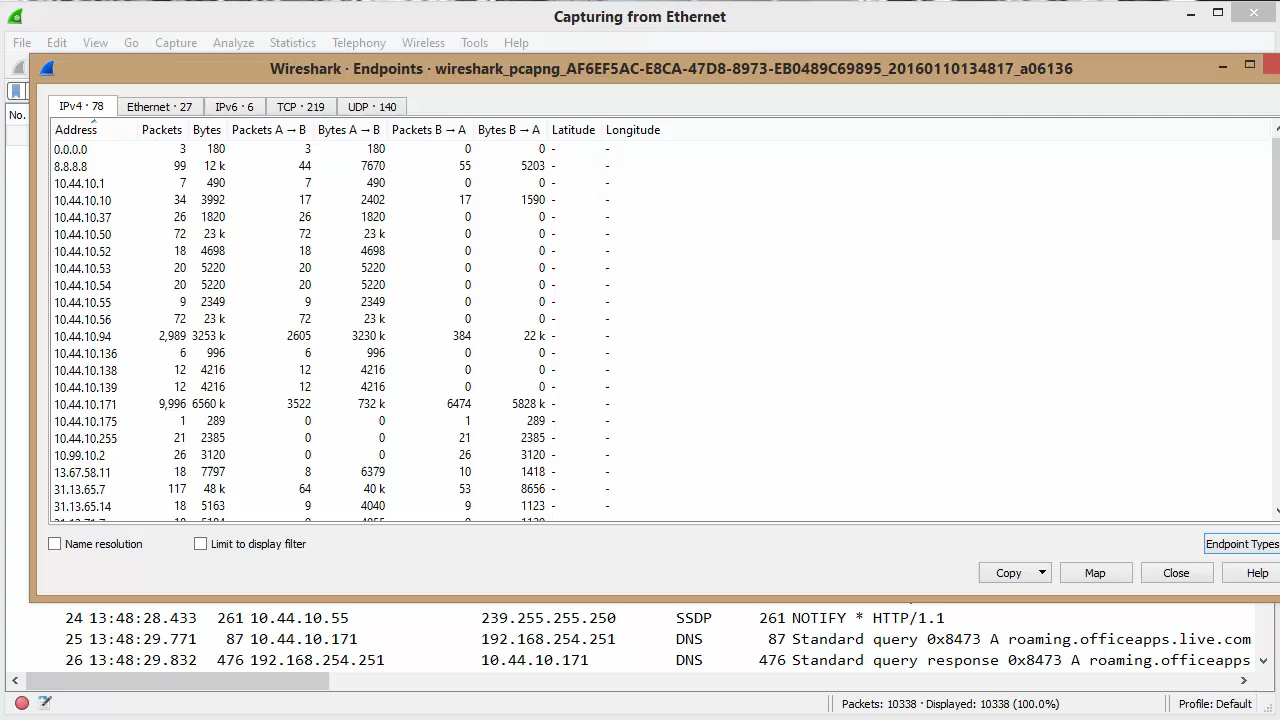 Capturing from Ethernet
File Edit View Go Capture Analyze Statistics Telephony Wireless Tools Help
Wireshark · Endpoints · wireshark_pcapng_AF6EF5AC-E8CA-47D8-8973-EB0489C69895_20160110134817_a06136
No.
IPv4 · 78 Ethernet · 27 IPv6 · 6 TCP · 219 UDP · 140
Address Packets Bytes Packets A → B Bytes A → B Packets B → A Bytes B → A Latitude Longitude
0.0.0.0 3 180 3 180 0 0 - -
8.8.8.8 99 12 k 44 7670 55 5203 - -
10.44.10.1 7 490 7 490 0 0 - -
10.44.10.10 34 3992 17 2402 17 1590 - -
10.44.10.37 26 1820 26 1820 0 0 - -
10.44.10.50 72 23 k 72 23 k 0 0 - -
10.44.10.52 18 4698 18 4698 0 0 - -
10.44.10.53 20 5220 20 5220 0 0 - -
10.44.10.54 20 5220 20 5220 0 0 - -
10.44.10.55 9 2349 9 2349 0 0 - -
10.44.10.56 72 23 k 72 23 k 0 0 - -
10.44.10.94 2,989 3253 k 2605 3230 k 384 22 k - -
10.44.10.136 6 996 6 996 0 0 - -
10.44.10.138 12 4216 12 4216 0 0 - -
10.44.10.139 12 4216 12 4216 0 0 - -
10.44.10.171 9,996 6560 k 3522 732 k 6474 5828 k - -
10.44.10.175 1 289 0 0 1 289 - -
10.44.10.255 21 2385 0 0 21 2385 - -
10.99.10.2 26 3120 0 0 26 3120 - -
13.67.58.11 18 7797 8 6379 10 1418 - -
31.13.65.7 117 48 k 64 40 k 53 8656 - -
31.13.65.14 18 5163 9 4040 9 1123 - -
Name resolution Limit to display filter Endpoint Types
Copy Map Close Help
24 13:48:28.433 261 10.44.10.55 239.255.255.250 SSDP 261 NOTIFY * HTTP/1.1
25 13:48:29.771 87 10.44.10.171 192.168.254.251 DNS 87 Standard query 0x8473 A roaming.officeapps.live.com
26 13:48:29.832 476 192.168.254.251 10.44.10.171 DNS 476 Standard query response 0x8473 A roaming.officeapps
Packets: 10338 · Displayed: 10338 (100.0%) Profile: Default